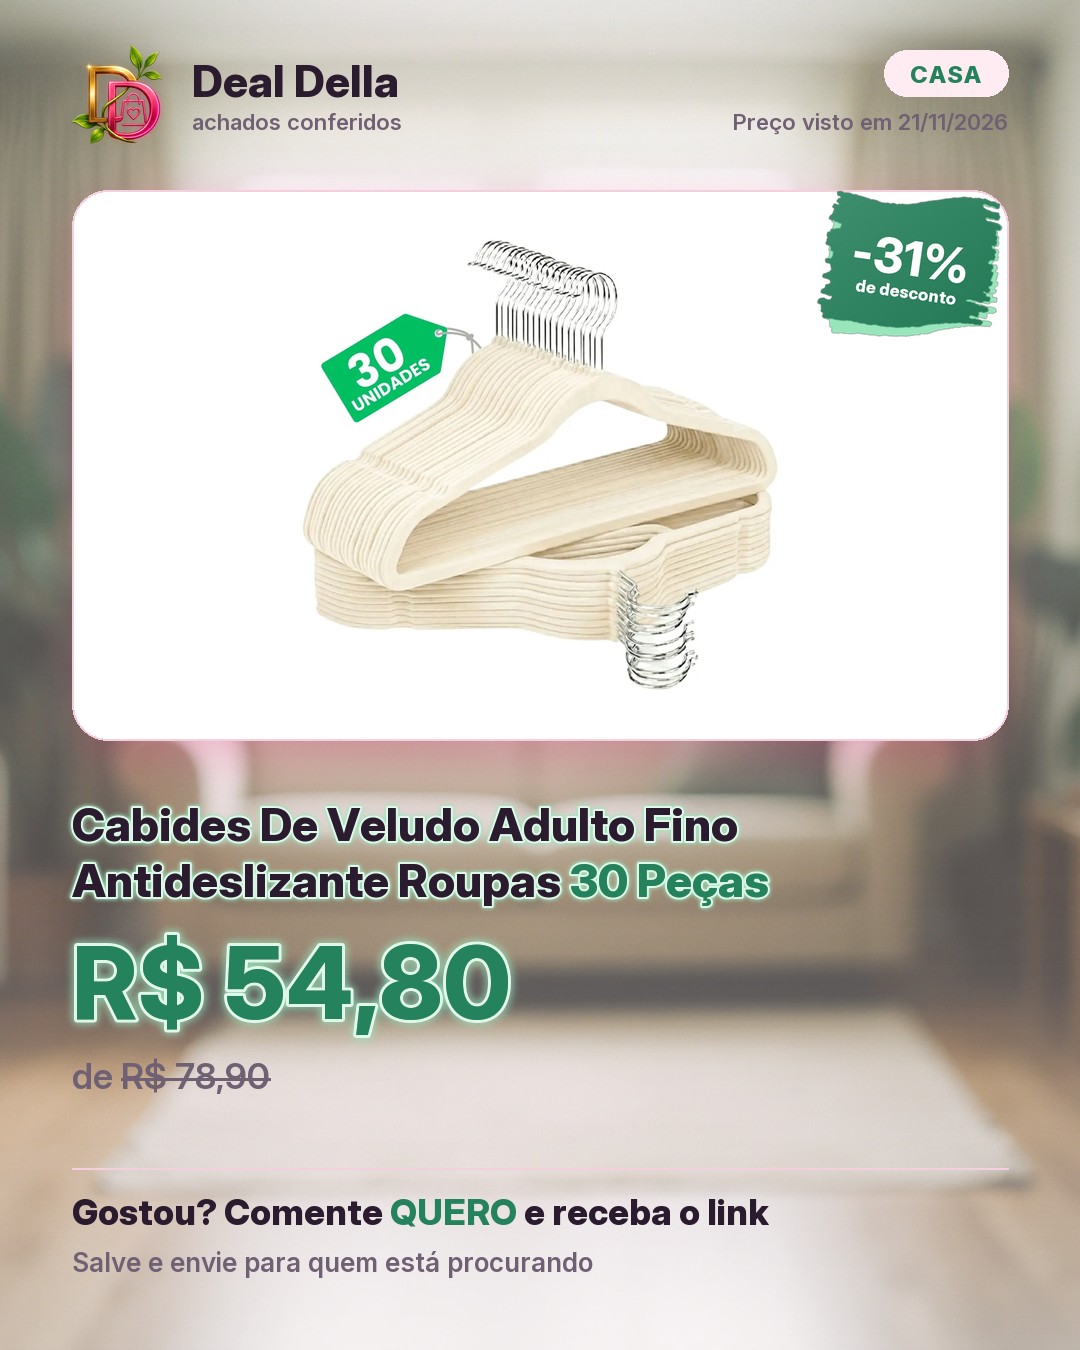 Deal Della
achados conferidos
CASA
Preço visto em 21/11/2026
-31%
de desconto
30
UNIDADES
Cabides De Veludo Adulto Fino
Antideslizante Roupas 30 Peças
R$ 54,80
de R$ 78,90
Gostou? Comente QUERO e receba o link
Salve e envie para quem está procurando